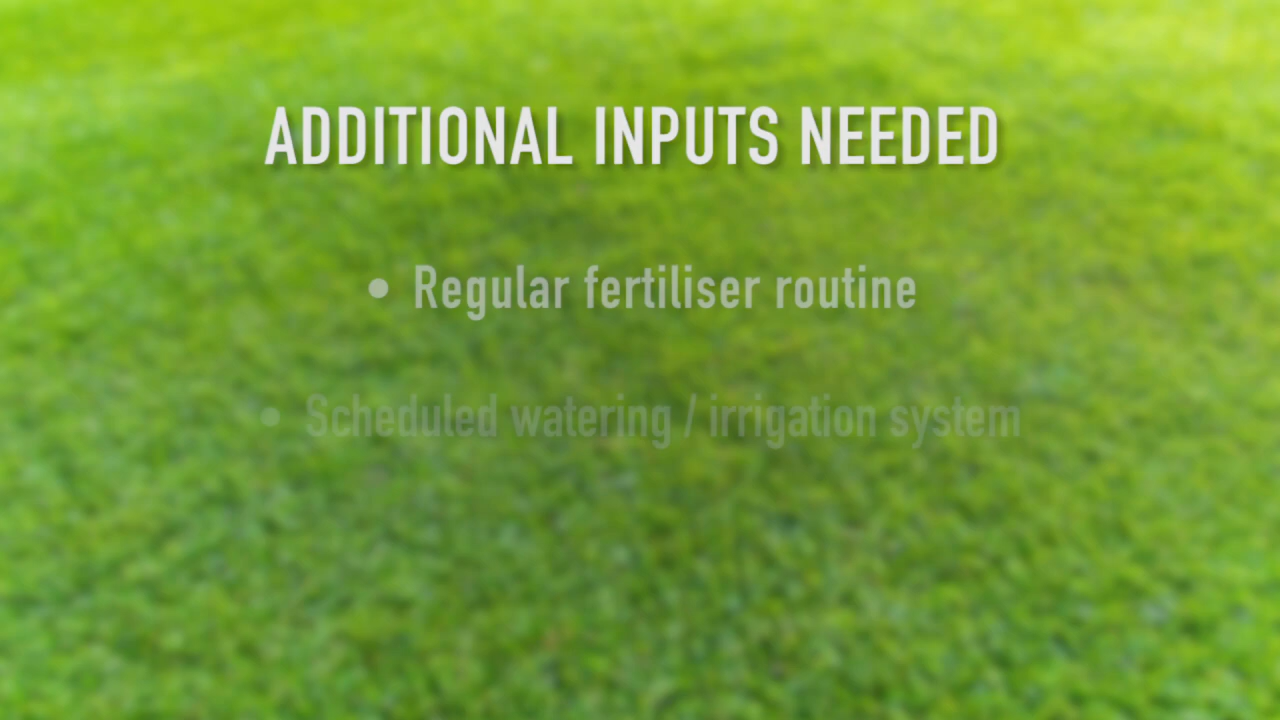 ADDITIONAL INPUTS NEEDED
• Regular fertiliser routine
• Scheduled watering / irrigation system